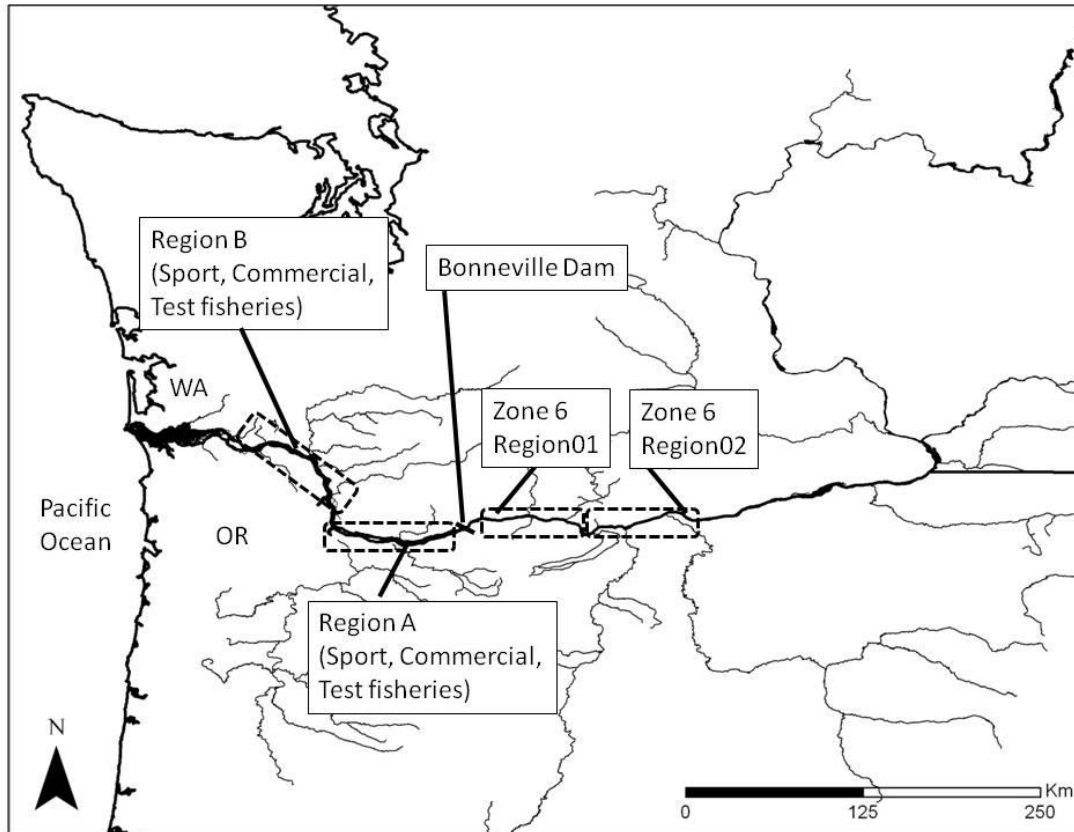 Region B
(Sport, Commercial,
Test fisheries)
Bonneville Dam
WA
Zone 6
Region01
Zone 6
Region02
Pacific
Ocean
OR
Region A
(Sport, Commercial,
Test fisheries)
N
Km
0 125 250